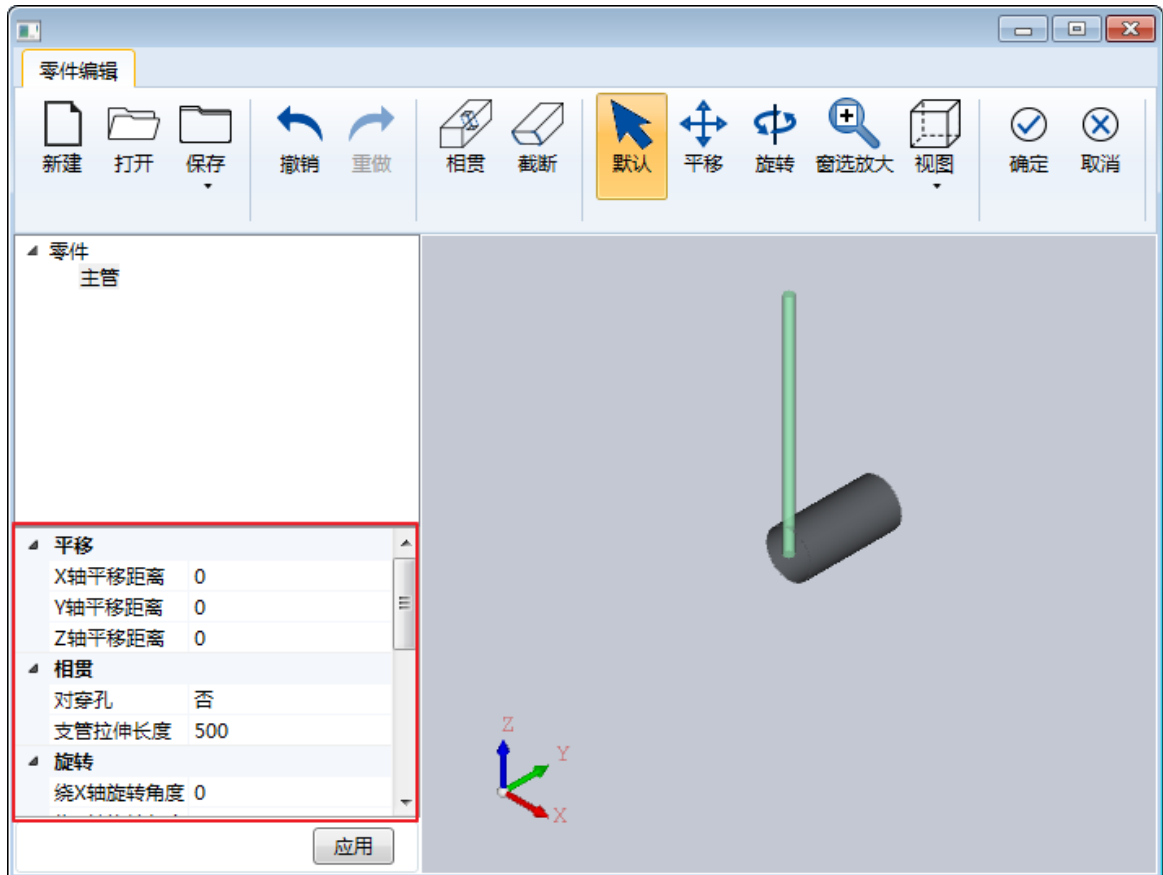 零件编辑
新建 打开 保存 撤销 重做 相贯 截断 默认 平移 旋转 窗选放大 视图 确定 取消
零件
主管
平移
X轴平移距离 0
Y轴平移距离 0
Z轴平移距离 0
相贯
对穿孔 否
支管拉伸长度 500
旋转
绕X轴旋转角度 0
应用
Z
Y
X